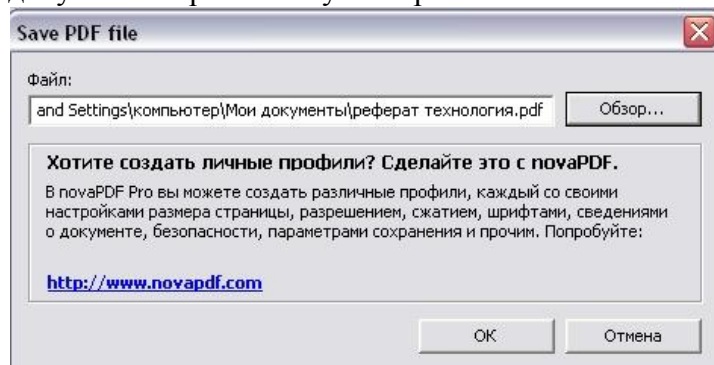 Save PDF file
Файл:
and Settings\компьютер\Мои документы\реферат технология.pdf
Обзор...
Хотите создать личные профили? Сделайте это с novaPDF.
В novaPDF Pro вы можете создать различные профили, каждый со своими
настройками размера страницы, разрешением, сжатием, шрифтами, сведениями
о документе, безопасности, параметрами сохранения и прочим. Попробуйте:
http://www.novapdf.com
ОК
Отмена